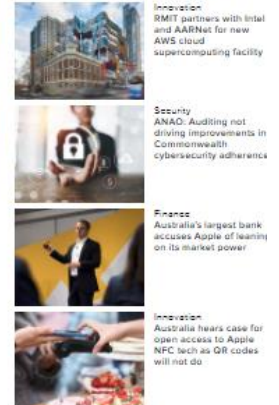 Innovation
RMIT partners with Intel
and AARNet for new
AWS cloud
supercomputing facility
Security
ANAO: Auditing not
driving improvements in
Commonwealth
cybersecurity adherence
Finance
Australia's largest bank
accuses Apple of leaning
on its market power
Innovation
Australia hears case for
open access to Apple
NFC tech as QR codes
will not do